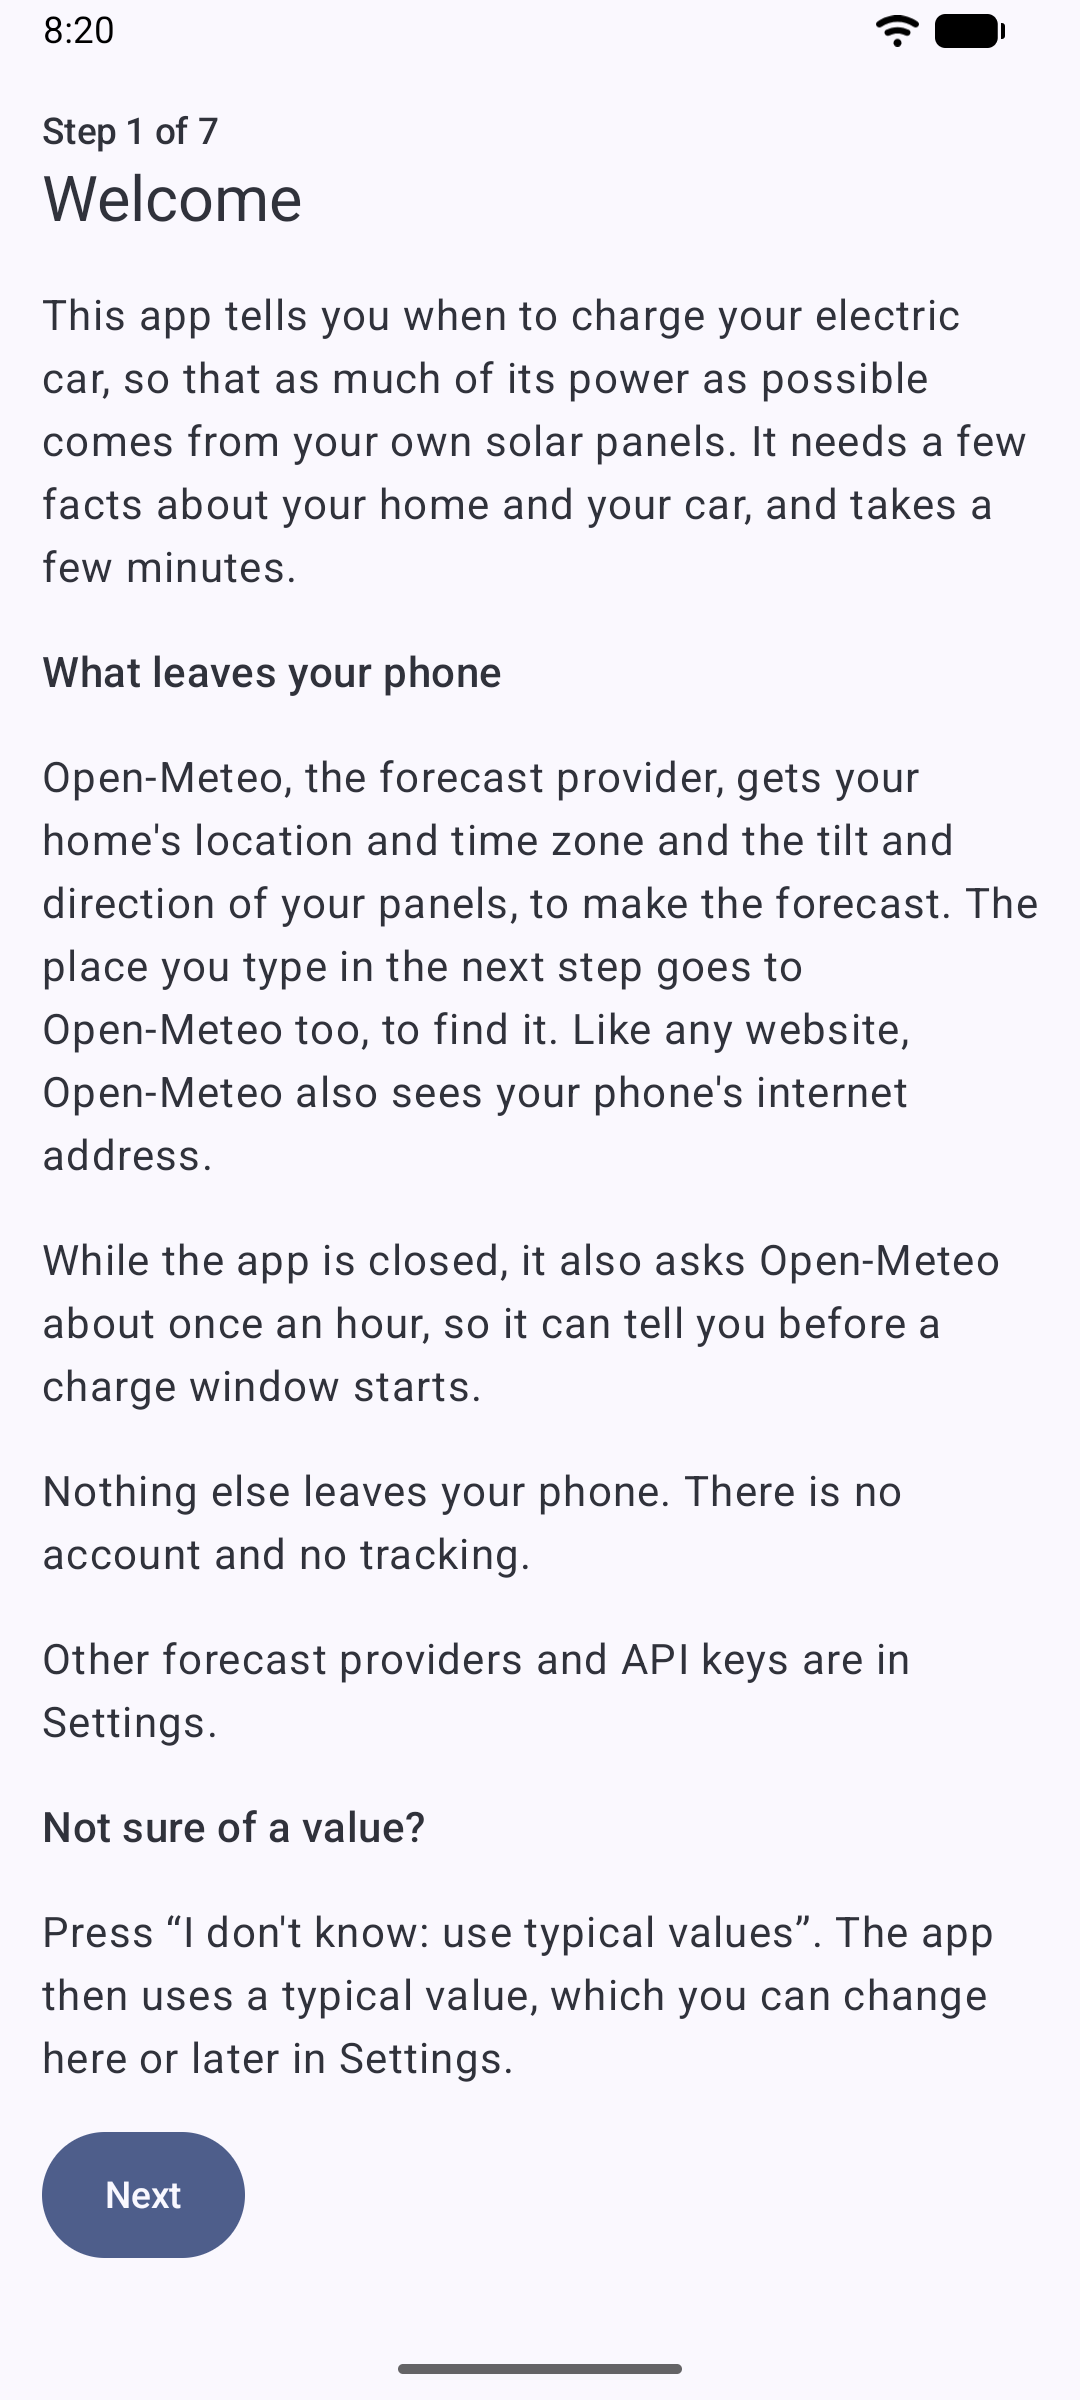 8:20
Step 1 of 7
Welcome
This app tells you when to charge your electric
car, so that as much of its power as possible
comes from your own solar panels. It needs a few
facts about your home and your car, and takes a
few minutes.
What leaves your phone
Open-Meteo, the forecast provider, gets your
home's location and time zone and the tilt and
direction of your panels, to make the forecast. The
place you type in the next step goes to
Open-Meteo too, to find it. Like any website,
Open-Meteo also sees your phone's internet
address.
While the app is closed, it also asks Open-Meteo
about once an hour, so it can tell you before a
charge window starts.
Nothing else leaves your phone. There is no
account and no tracking.
Other forecast providers and API keys are in
Settings.
Not sure of a value?
Press “I don't know: use typical values”. The app
then uses a typical value, which you can change
here or later in Settings.
Next